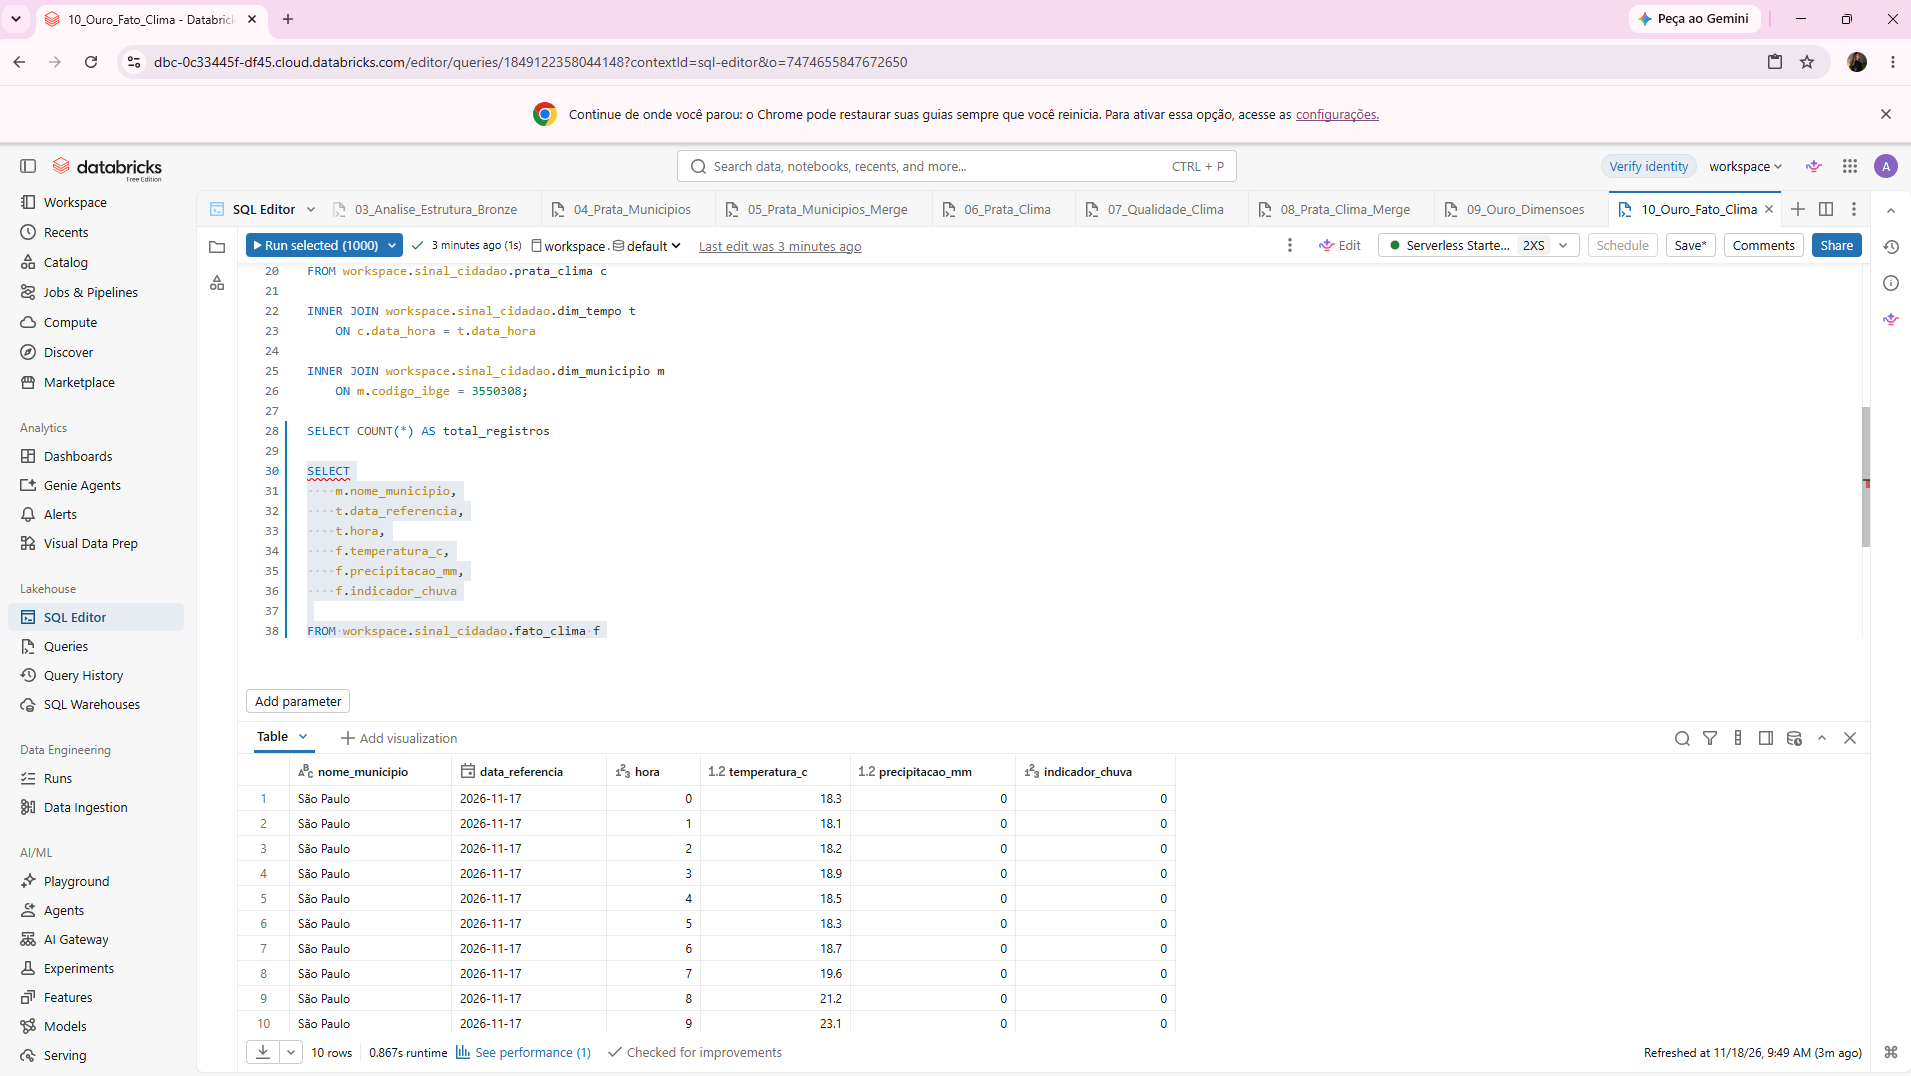 10_Ouro_Fato_Clima - Databrick
Peça ao Gemini
dbc-0c33445f-df45.cloud.databricks.com/editor/queries/1849122358044148?contextId=sql-editor&o=7474655847672650
Continue de onde você parou: o Chrome pode restaurar suas guias sempre que você reinicia. Para ativar essa opção, acesse as configurações.
databricks
Free Edition
Search data, notebooks, recents, and more...
CTRL + P
Verify identity
workspace
A
Workspace
Recents
Catalog
Jobs & Pipelines
Compute
Discover
Marketplace
Analytics
Dashboards
Genie Agents
Alerts
Visual Data Prep
Lakehouse
SQL Editor
Queries
Query History
SQL Warehouses
Data Engineering
Runs
Data Ingestion
AI/ML
Playground
Agents
AI Gateway
Experiments
Features
Models
Serving
SQL Editor
03_Analise_Estrutura_Bronze
04_Prata_Municipios
05_Prata_Municipios_Merge
06_Prata_Clima
07_Qualidade_Clima
08_Prata_Clima_Merge
09_Ouro_Dimensoes
10_Ouro_Fato_Clima
Run selected (1000)
3 minutes ago (1s)
workspace. default
Last edit was 3 minutes ago
Edit
Serverless Starte... 2XS
Schedule
Save*
Comments
Share
20 FROM workspace.sinal_cidadao.prata_clima c
21
22 INNER JOIN workspace.sinal_cidadao.dim_tempo t
23 ON c.data_hora = t.data_hora
24
25 INNER JOIN workspace.sinal_cidadao.dim_municipio m
26 ON m.codigo_ibge = 3550308;
27
28 SELECT COUNT(*) AS total_registros
29
30 SELECT
31 ····m.nome_municipio,
32 ····t.data_referencia,
33 ····t.hora,
34 ····f.temperatura_c,
35 ····f.precipitacao_mm,
36 ····f.indicador_chuva
37
38 FROM·workspace.sinal_cidadao.fato_clima·f
Add parameter
Table
Add visualization
nome_municipio data_referencia hora temperatura_c precipitacao_mm indicador_chuva
1 São Paulo 2026-11-17 0 18.3 0 0
2 São Paulo 2026-11-17 1 18.1 0 0
3 São Paulo 2026-11-17 2 18.2 0 0
4 São Paulo 2026-11-17 3 18.9 0 0
5 São Paulo 2026-11-17 4 18.5 0 0
6 São Paulo 2026-11-17 5 18.3 0 0
7 São Paulo 2026-11-17 6 18.7 0 0
8 São Paulo 2026-11-17 7 19.6 0 0
9 São Paulo 2026-11-17 8 21.2 0 0
10 São Paulo 2026-11-17 9 23.1 0 0
10 rows
0.867s runtime
See performance (1)
Checked for improvements
Refreshed at 11/18/26, 9:49 AM (3m ago)